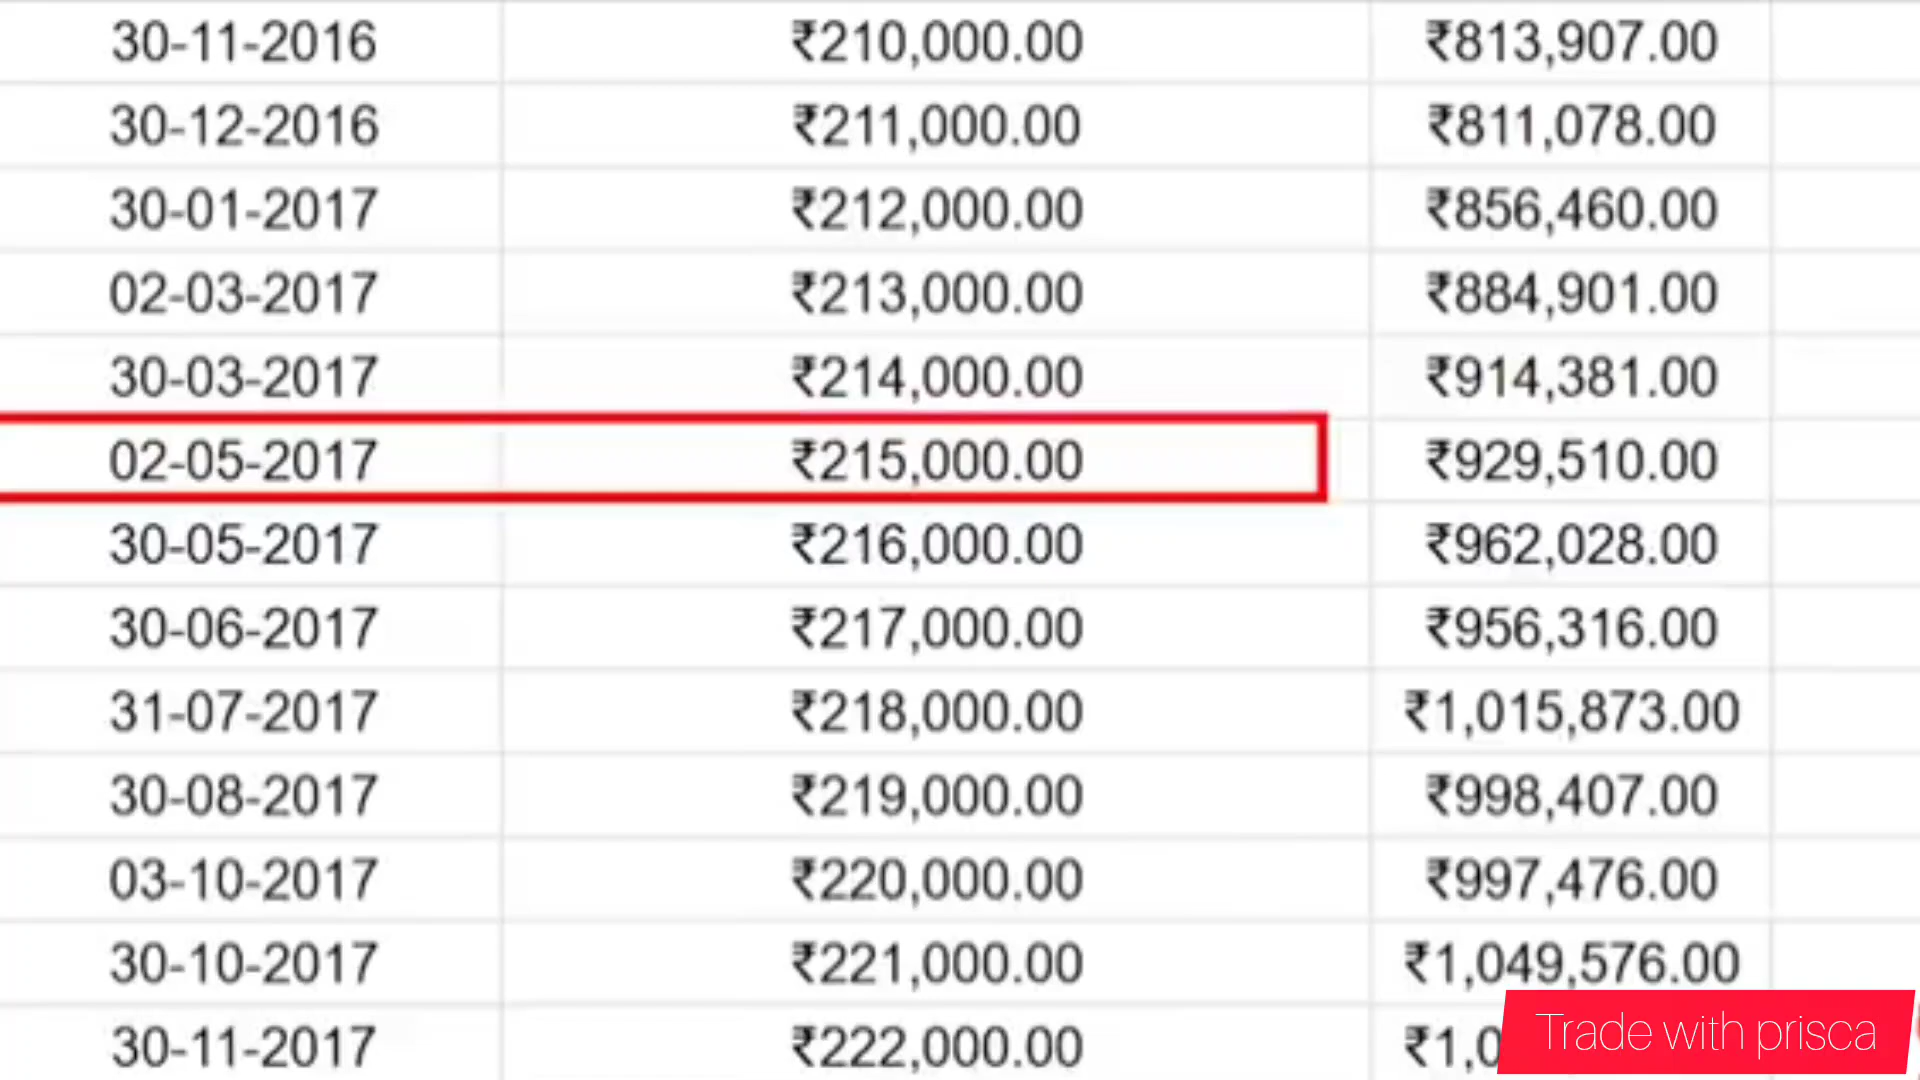 30-11-2016 ₹210,000.00 ₹813,907.00
30-12-2016 ₹211,000.00 ₹811,078.00
30-01-2017 ₹212,000.00 ₹856,460.00
02-03-2017 ₹213,000.00 ₹884,901.00
30-03-2017 ₹214,000.00 ₹914,381.00
02-05-2017 ₹215,000.00 ₹929,510.00
30-05-2017 ₹216,000.00 ₹962,028.00
30-06-2017 ₹217,000.00 ₹956,316.00
31-07-2017 ₹218,000.00 ₹1,015,873.00
30-08-2017 ₹219,000.00 ₹998,407.00
03-10-2017 ₹220,000.00 ₹997,476.00
30-10-2017 ₹221,000.00 ₹1,049,576.00
30-11-2017 ₹222,000.00
Trade with prisca